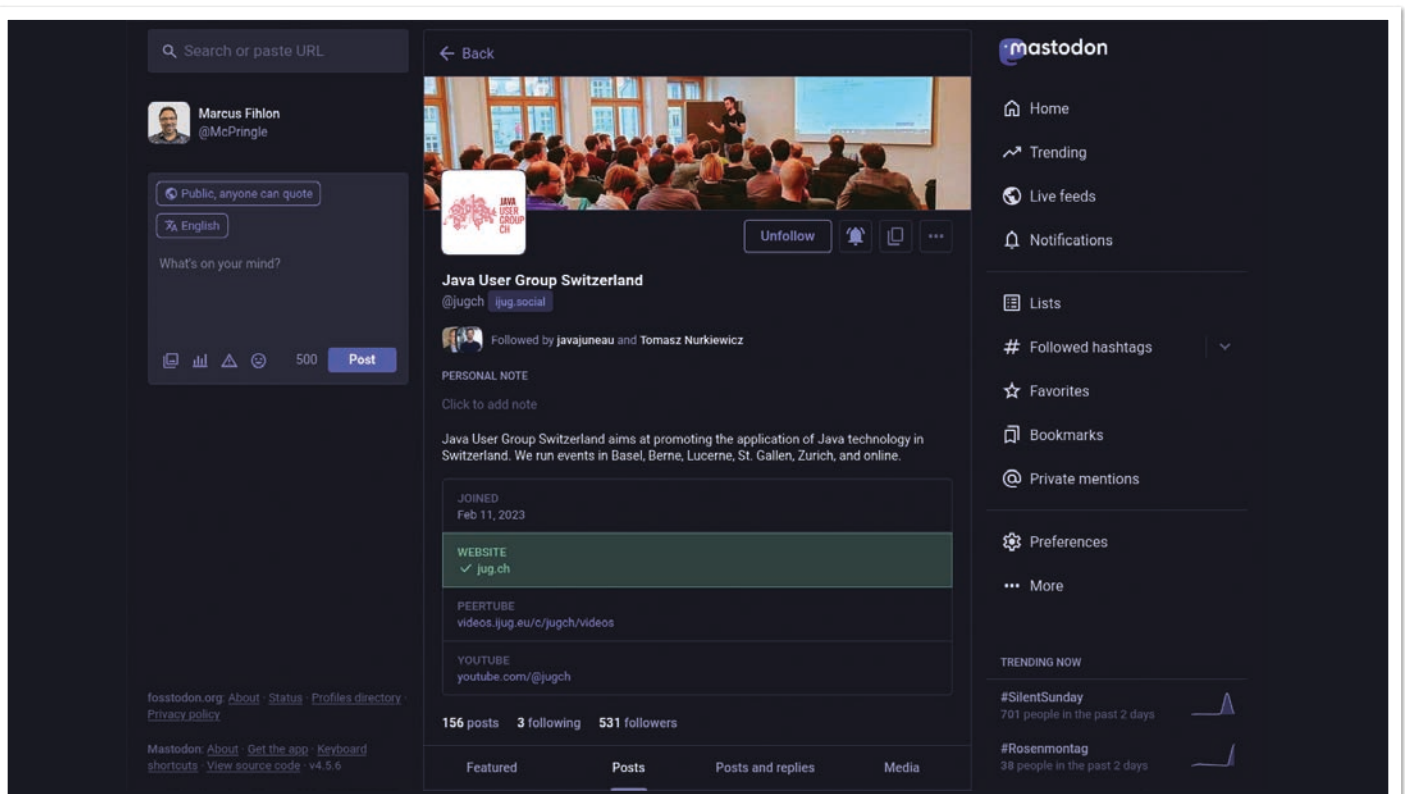 Search or paste URL
Marcus Fihlon
@McPringle
Public, anyone can quote
English
What's on your mind?
500 Post
fosstodon.org: About · Status · Profiles directory ·
Privacy policy
Mastodon: About · Get the app · Keyboard
shortcuts · View source code · v4.5.6
Back
JAVA
USER
GROUP
CH
Unfollow
Java User Group Switzerland
@jugch ijug.social
Followed by javajuneau and Tomasz Nurkiewicz
PERSONAL NOTE
Click to add note
Java User Group Switzerland aims at promoting the application of Java technology in
Switzerland. We run events in Basel, Berne, Lucerne, St. Gallen, Zurich, and online.
JOINED
Feb 11, 2023
WEBSITE
jug.ch
PEERTUBE
videos.ijug.eu/c/jugch/videos
YOUTUBE
youtube.com/@jugch
156 posts 3 following 531 followers
Featured Posts Posts and replies Media
mastodon
Home
Trending
Live feeds
Notifications
Lists
# Followed hashtags
Favorites
Bookmarks
Private mentions
Preferences
More
TRENDING NOW
#SilentSunday
701 people in the past 2 days
#Rosenmontag
38 people in the past 2 days